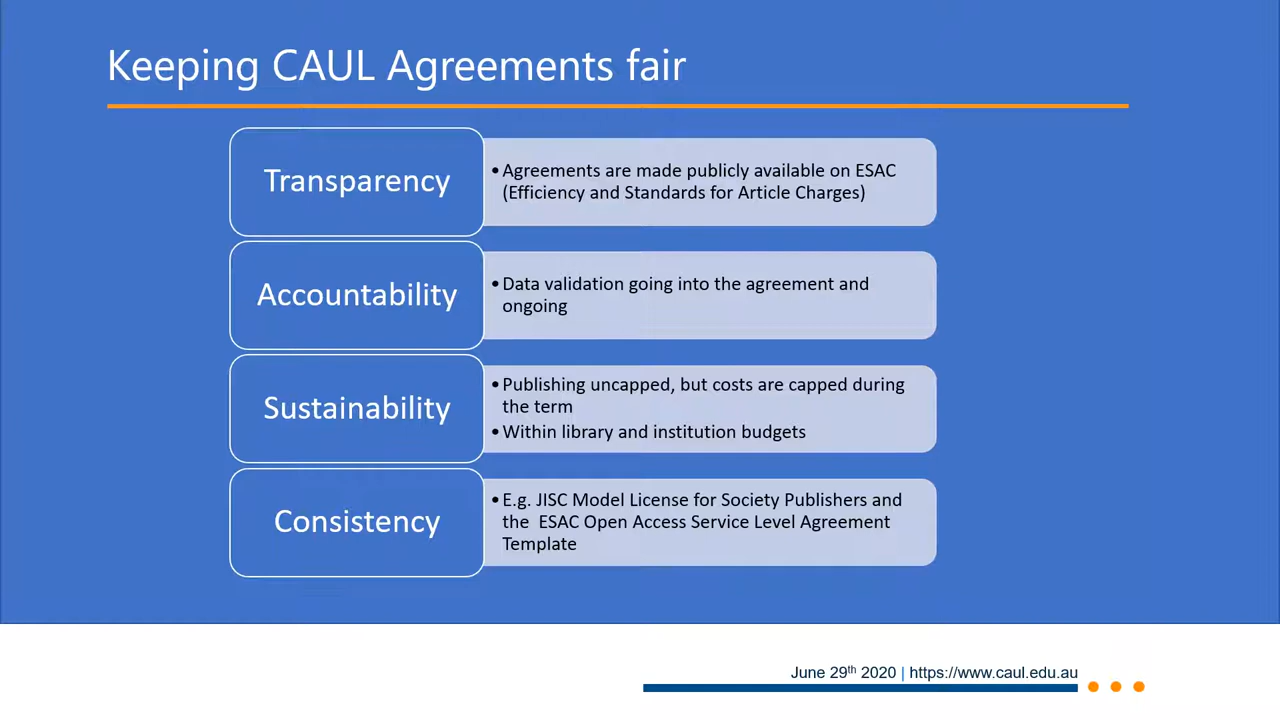 Keeping CAUL Agreements fair
Transparency
•Agreements are made publicly available on ESAC
(Efficiency and Standards for Article Charges)
Accountability
•Data validation going into the agreement and
ongoing
Sustainability
•Publishing uncapped, but costs are capped during
the term
•Within library and institution budgets
Consistency
•E.g. JISC Model License for Society Publishers and
the  ESAC Open Access Service Level Agreement
Template
June 29th 2020 | https://www.caul.edu.au